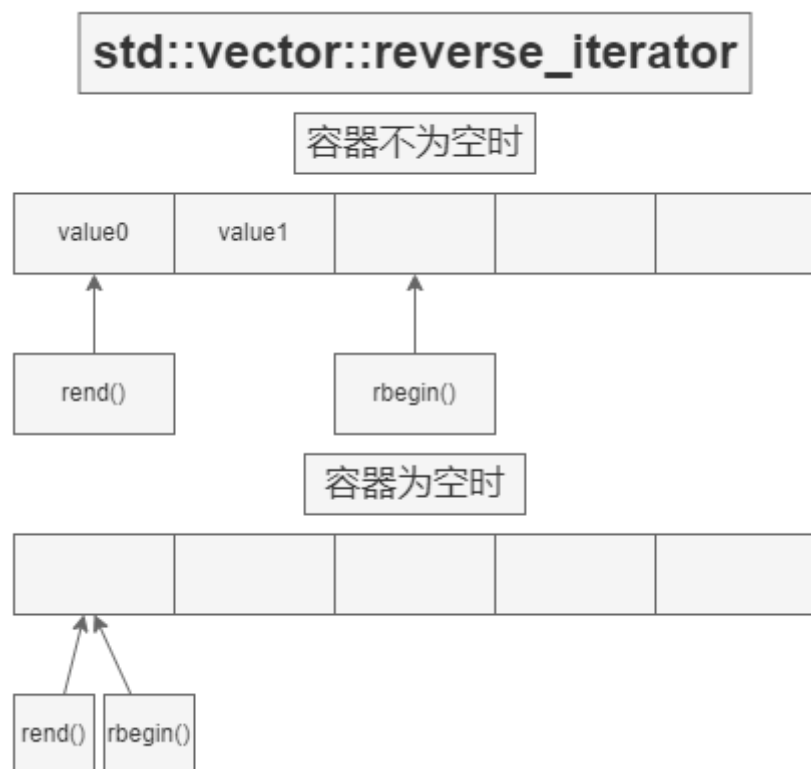 std::vector::reverse_iterator
容器不为空时
value0 value1
rend() rbegin()
容器为空时
rend() rbegin()